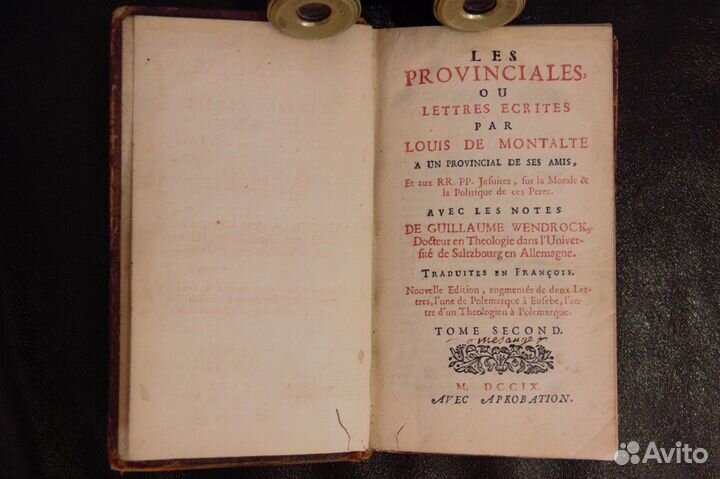 LES
PROVINCIALES,
OU
LETTRES ECRITES
PAR
LOUIS DE MONTALTE
A UN PROVINCIAL DE SES AMIS,
Et aux RR. PP. Jesuites, sur la Morale &
la Politique de ces Peres.
AVEC LES NOTES
DE GUILLAUME WENDROCK,
Docteur en Theologie dans l'Univer-
sité de Saltzbourg en Allemagne.
TRADUITES EN FRANÇOIS.
Nouvelle Edition, augmentée de deux Let-
tres, l'une de Polemarque à Eusebe, l'au-
tre d'un Theologien à Polemarque.
TOME SECOND.
M. DCCIX.
AVEC APROBATION.
Avito